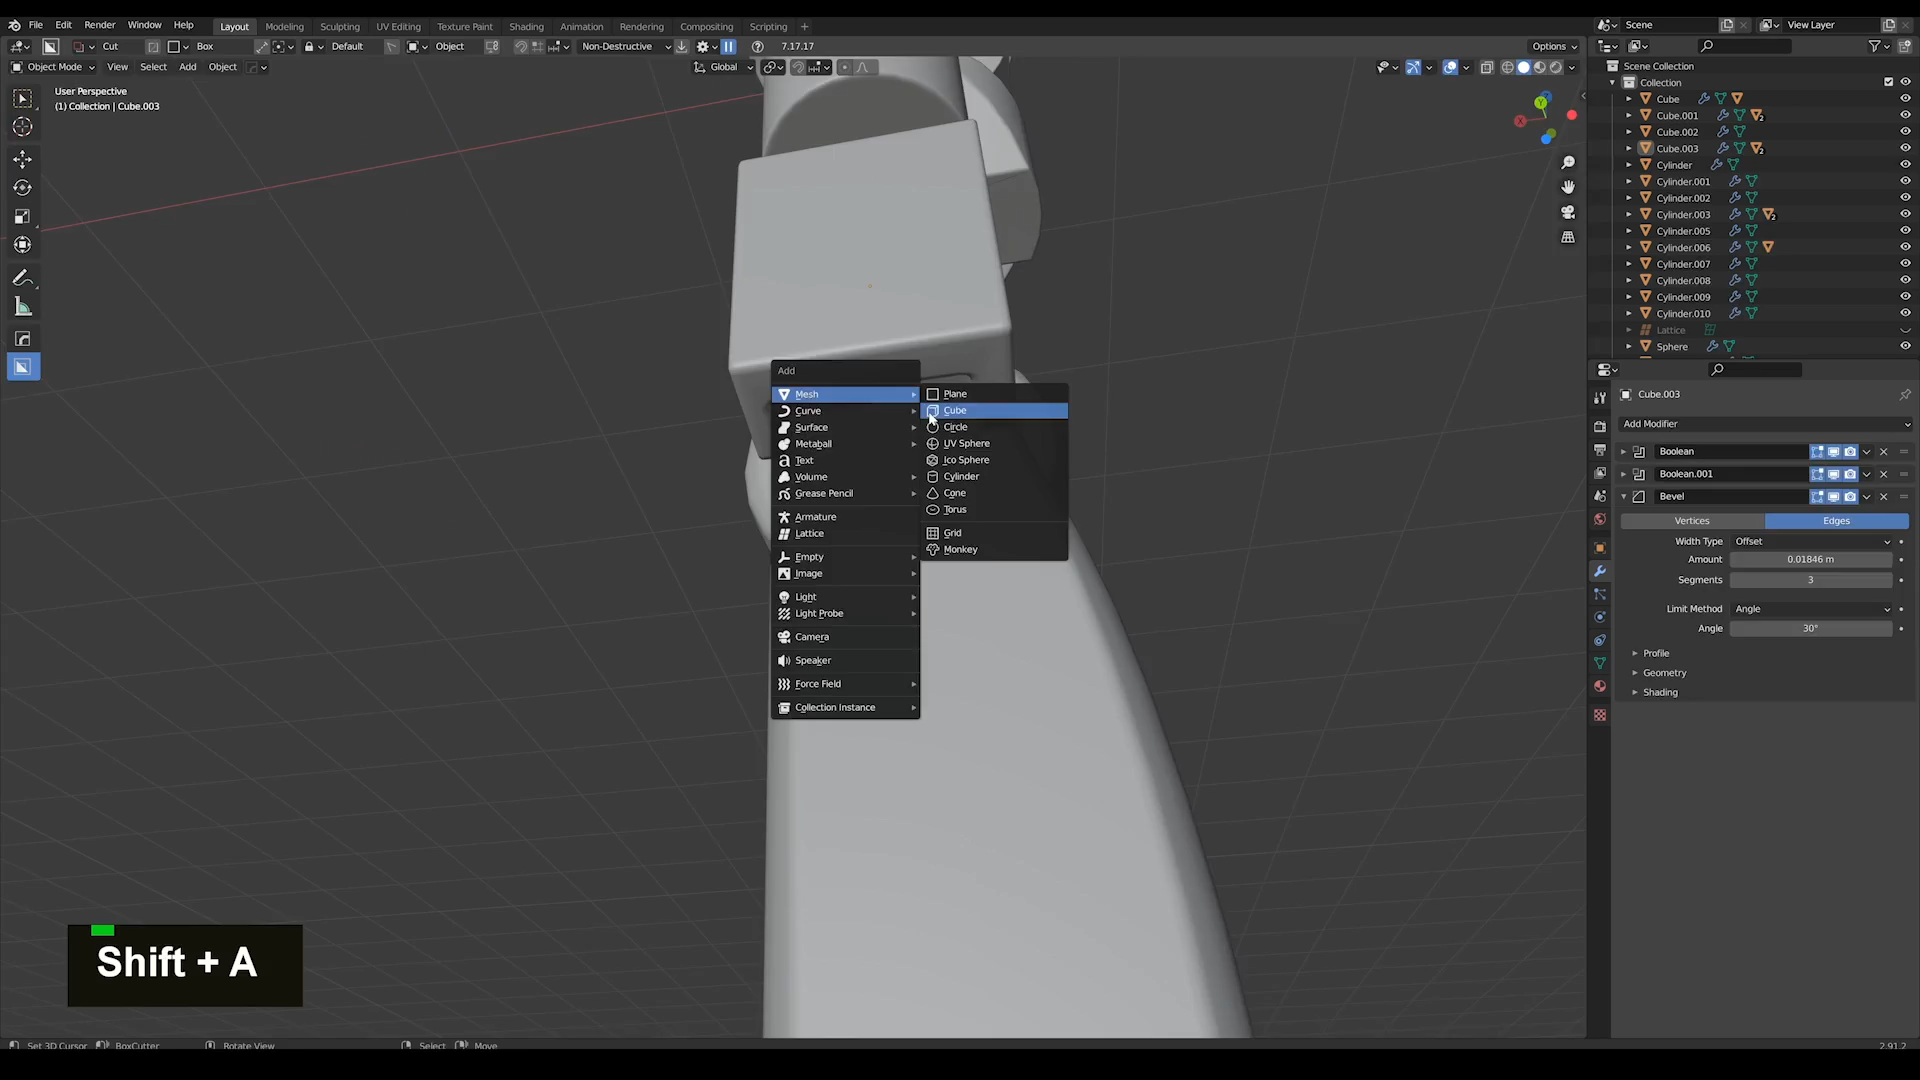 File Edit Render Window Help Layout Modeling Sculpting UV Editing Texture Paint Shading Animation Rendering Compositing Scripting + Scene View Layer
Cut Box Default Object Non-Destructive 7.17.17 Options
Object Mode View Select Add Object Global
User Perspective
(1) Collection | Cube.003
Scene Collection
Collection
Cube
Cube.001
Cube.002
Cube.003
Cylinder
Cylinder.001
Cylinder.002
Cylinder.003
Cylinder.005
Cylinder.006
Cylinder.007
Cylinder.008
Cylinder.009
Cylinder.010
Lattice
Sphere
Add
Mesh
Curve
Surface
Metaball
Text
Volume
Grease Pencil
Armature
Lattice
Empty
Image
Light
Light Probe
Camera
Speaker
Force Field
Collection Instance
Plane
Cube
Circle
UV Sphere
Ico Sphere
Cylinder
Cone
Torus
Grid
Monkey
Cube.003
Add Modifier
Boolean
Boolean.001
Bevel
Vertices Edges
Width Type Offset
Amount 0.01846 m
Segments 3
Limit Method Angle
Angle 30°
Profile
Geometry
Shading
Shift + A
Set 3D Cursor BoxCutter Rotate View Select Move 2.91.2